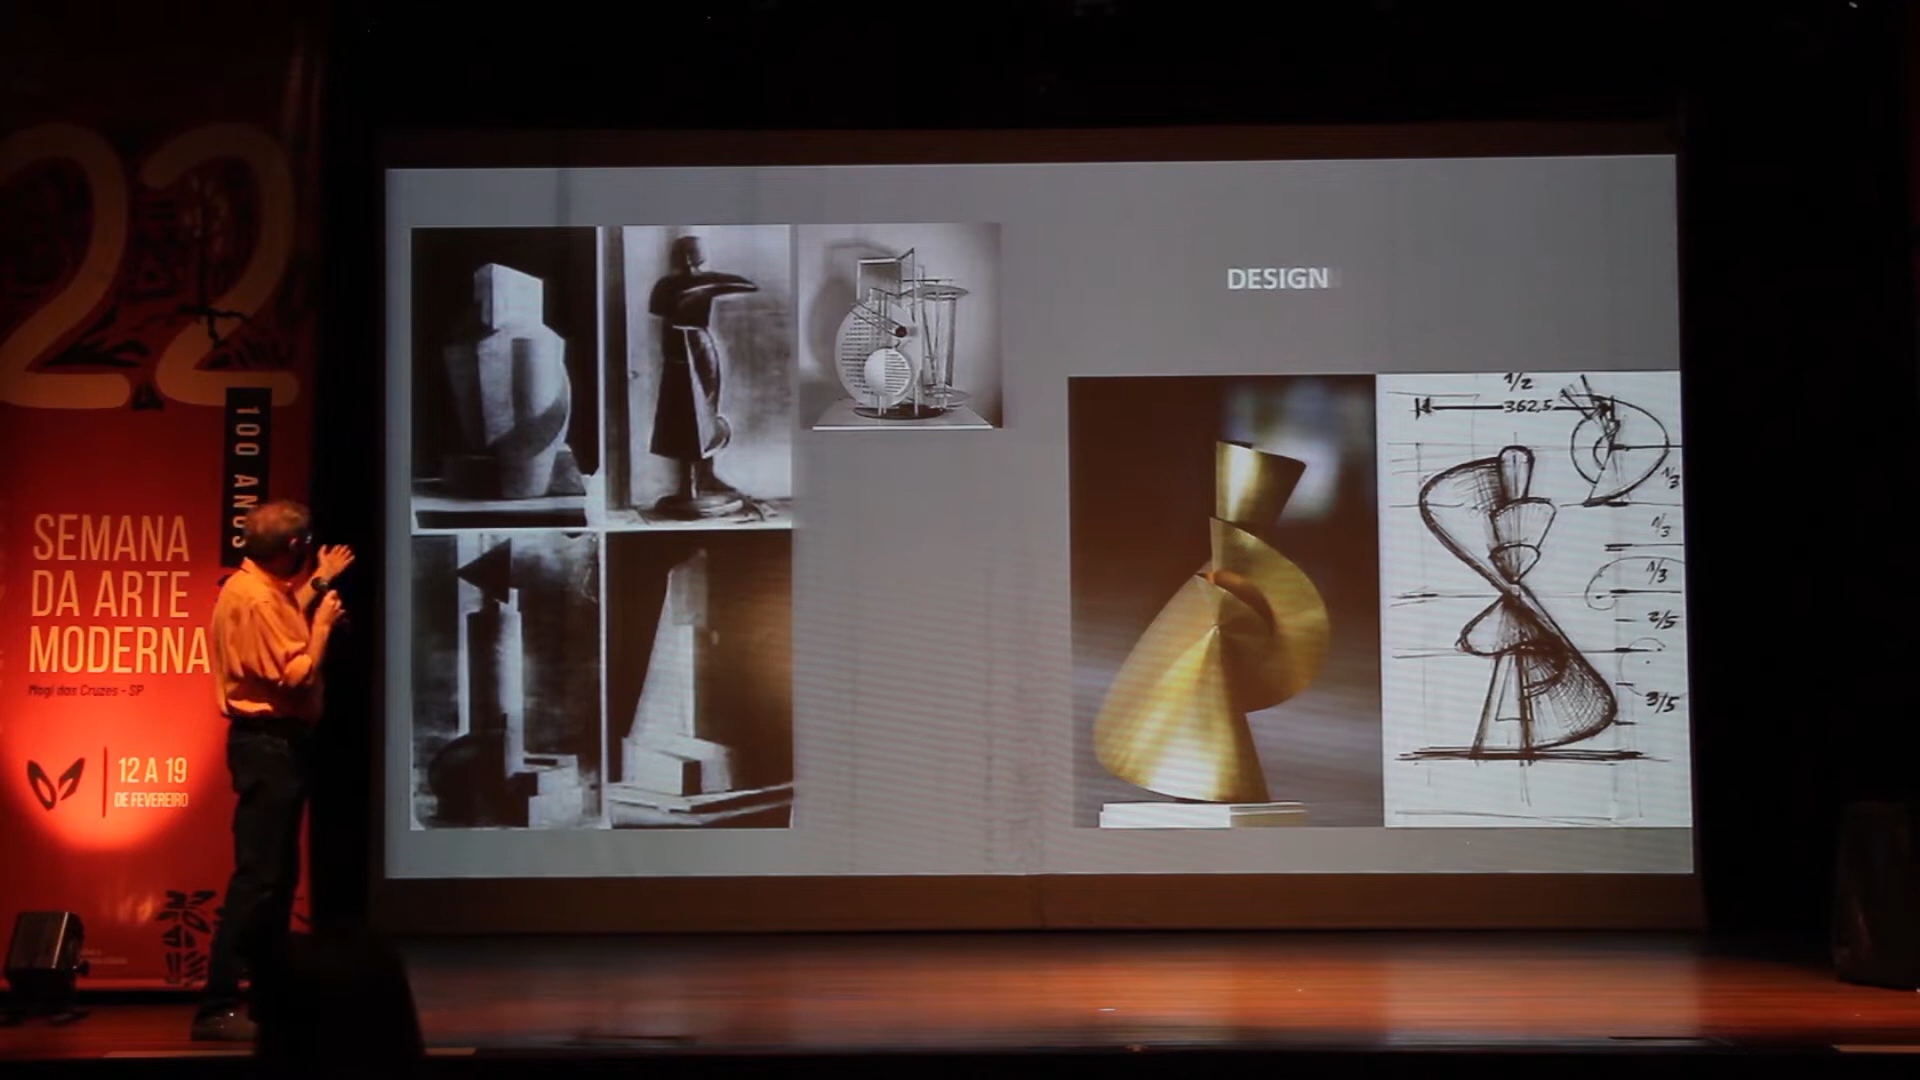 22
100 ANOS
SEMANA
DA ARTE
MODERNA
Mogi das Cruzes - SP
12 A 19
DE FEVEREIRO
DESIGN
1/2
362,5
1/3
1/3
1/3
2/5
3/5